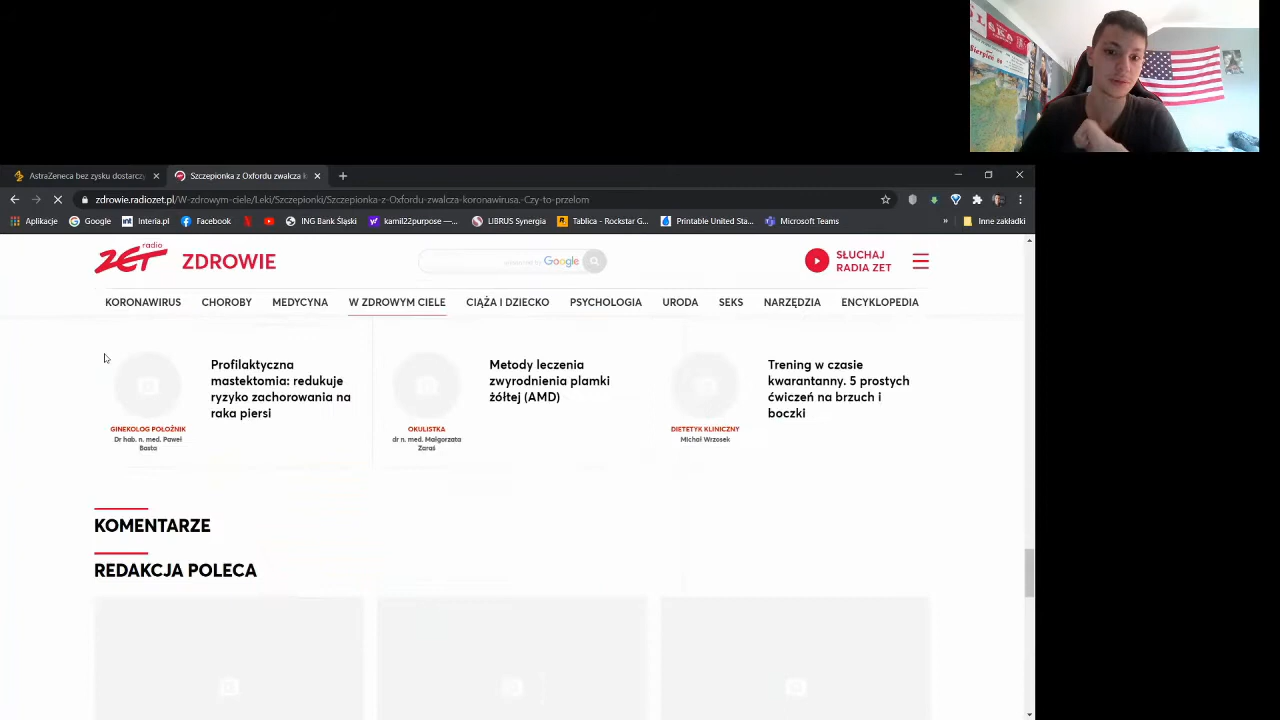 SKA
Sierpień 80
AstraZeneca bez zysku dostarczy
Szczepionka z Oxfordu zwalcza k
zdrowie.radiozet.pl/W-zdrowym-ciele/Leki/Szczepionki/Szczepionka-z-Oxfordu-zwalcza-koronawirusa.-Czy-to-przelom
Aplikacje
Google
Interia.pl
Facebook
ING Bank Śląski
kamil22purpose —...
LIBRUS Synergia
Tablica - Rockstar G...
Printable United Sta...
Microsoft Teams
»
Inne zakładki
radio
ZET
ZDROWIE
Google
SŁUCHAJ
RADIA ZET
KORONAWIRUS CHOROBY MEDYCYNA W ZDROWYM CIELE CIĄŻA I DZIECKO PSYCHOLOGIA URODA SEKS NARZĘDZIA ENCYKLOPEDIA
Profilaktyczna
mastektomia: redukuje
ryzyko zachorowania na
raka piersi
GINEKOLOG POŁOŻNIK
Dr hab. n. med. Paweł
Basta
Metody leczenia
zwyrodnienia plamki
żółtej (AMD)
OKULISTKA
dr n. med. Małgorzata
Zaraś
Trening w czasie
kwarantanny. 5 prostych
ćwiczeń na brzuch i
boczki
DIETETYK KLINICZNY
Michał Wrzosek
KOMENTARZE
REDAKCJA POLECA